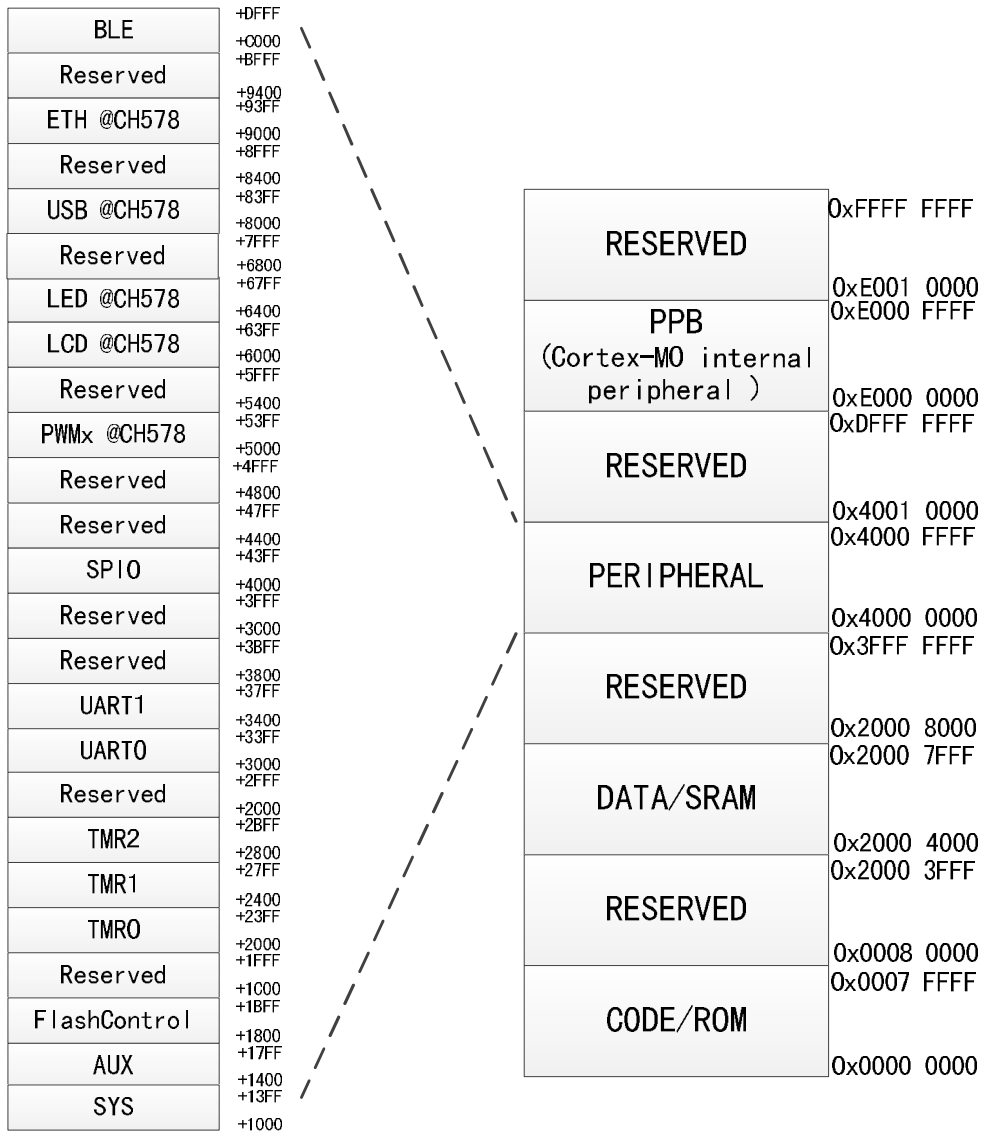 BLE
+DFFF
+C000
Reserved
+BFFF
+9400
ETH @CH578
+93FF
+9000
Reserved
+8FFF
+8400
USB @CH578
+83FF
+8000
Reserved
+7FFF
+6800
LED @CH578
+67FF
+6400
LCD @CH578
+63FF
+6000
Reserved
+5FFF
+5400
PWMx @CH578
+53FF
+5000
Reserved
+4FFF
+4800
Reserved
+47FF
+4400
SPI0
+43FF
+4000
Reserved
+3FFF
+3C00
Reserved
+3BFF
+3800
UART1
+37FF
+3400
UART0
+33FF
+3000
Reserved
+2FFF
+2C00
TMR2
+2BFF
+2800
TMR1
+27FF
+2400
TMR0
+23FF
+2000
Reserved
+1FFF
+1C00
FlashControl
+1BFF
+1800
AUX
+17FF
+1400
SYS
+13FF
+1000
RESERVED
0xFFFF FFFF
0xE001 0000
PPB
(Cortex-M0 internal
peripheral )
0xE000 FFFF
0xE000 0000
RESERVED
0xDFFF FFFF
0x4001 0000
PERIPHERAL
0x4000 FFFF
0x4000 0000
RESERVED
0x3FFF FFFF
0x2000 8000
DATA/SRAM
0x2000 7FFF
0x2000 4000
RESERVED
0x2000 3FFF
0x0008 0000
CODE/ROM
0x0007 FFFF
0x0000 0000